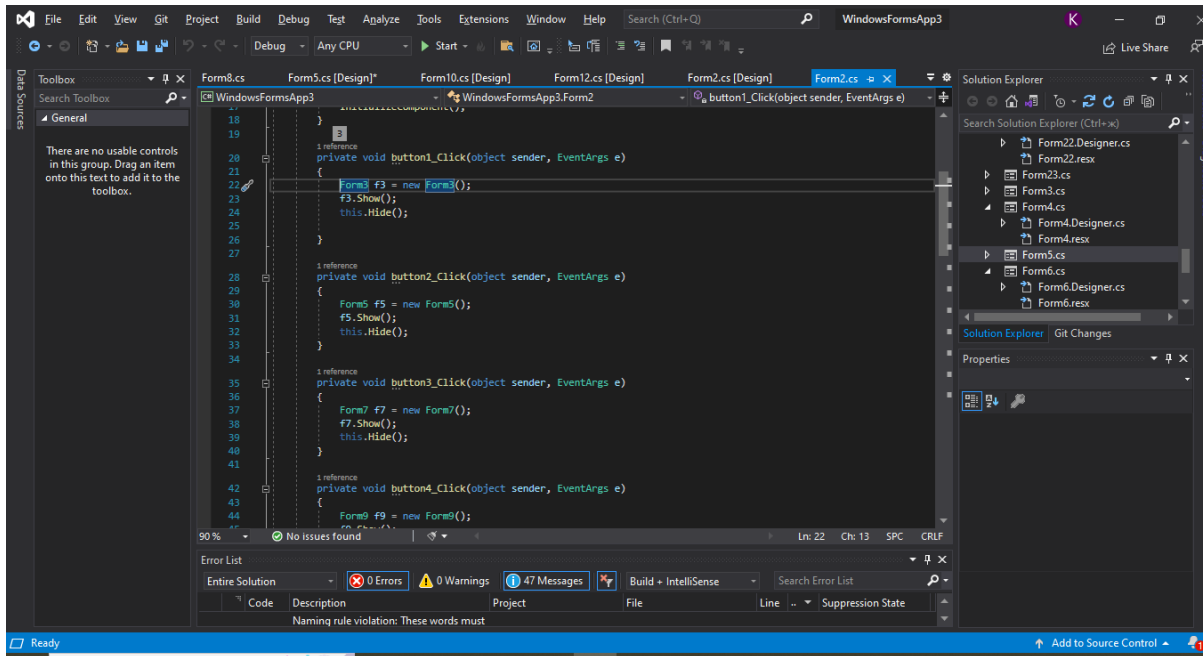 File Edit View Git Project Build Debug Test Analyze Tools Extensions Window Help Search (Ctrl+Q) WindowsFormsApp3 K
Debug Any CPU Start Live Share
Data Sources
Toolbox
Search Toolbox
General
There are no usable controls
in this group. Drag an item
onto this text to add it to the
toolbox.
Form8.cs Form5.cs [Design]* Form10.cs [Design] Form12.cs [Design] Form2.cs [Design] Form2.cs
WindowsFormsApp3 WindowsFormsApp3.Form2 button1_Click(object sender, EventArgs e)
17 InitializeComponent();
18 }
19 3
1 reference
20 private void button1_Click(object sender, EventArgs e)
21 {
22 Form3 f3 = new Form3();
23 f3.Show();
24 this.Hide();
25
26 }
27
1 reference
28 private void button2_Click(object sender, EventArgs e)
29 {
30 Form5 f5 = new Form5();
31 f5.Show();
32 this.Hide();
33 }
34
1 reference
35 private void button3_Click(object sender, EventArgs e)
36 {
37 Form7 f7 = new Form7();
38 f7.Show();
39 this.Hide();
40 }
41
1 reference
42 private void button4_Click(object sender, EventArgs e)
43 {
44 Form9 f9 = new Form9();
45 f9.Show();
90 % No issues found Ln: 22 Ch: 13 SPC CRLF
Error List
Entire Solution 0 Errors 0 Warnings 47 Messages Build + IntelliSense Search Error List
Code Description Project File Line .. Suppression State
Naming rule violation: These words must
Solution Explorer
Search Solution Explorer (Ctrl+ж)
Form22.Designer.cs
Form22.resx
Form23.cs
Form3.cs
Form4.cs
Form4.Designer.cs
Form4.resx
Form5.cs
Form6.cs
Form6.Designer.cs
Form6.resx
Solution Explorer Git Changes
Properties
Ready Add to Source Control 1